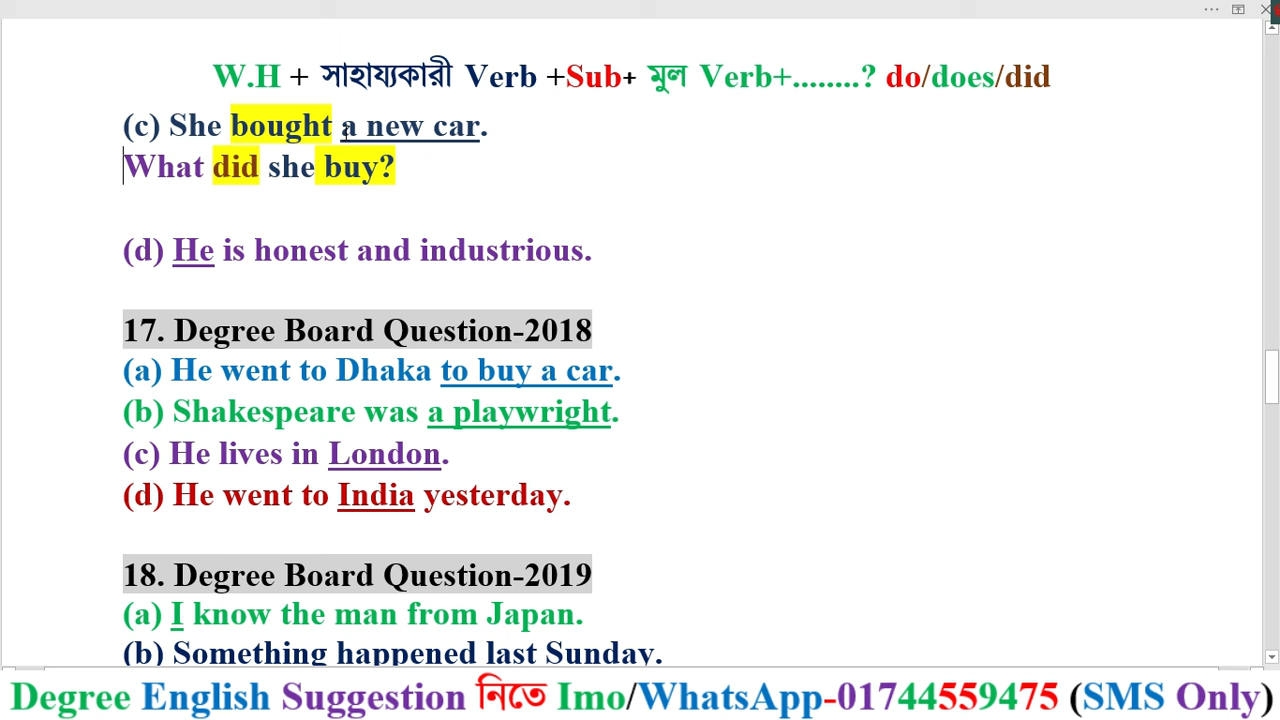 W.H + সাহায্যকারী Verb +Sub+ মুল Verb+........? do/does/did
(c) She bought a new car.
What did she buy?
(d) He is honest and industrious.
17. Degree Board Question-2018
(a) He went to Dhaka to buy a car.
(b) Shakespeare was a playwright.
(c) He lives in London.
(d) He went to India yesterday.
18. Degree Board Question-2019
(a) I know the man from Japan.
(b) Something happened last Sunday.
Degree English Suggestion নিতে Imo/WhatsApp-01744559475 (SMS Only)